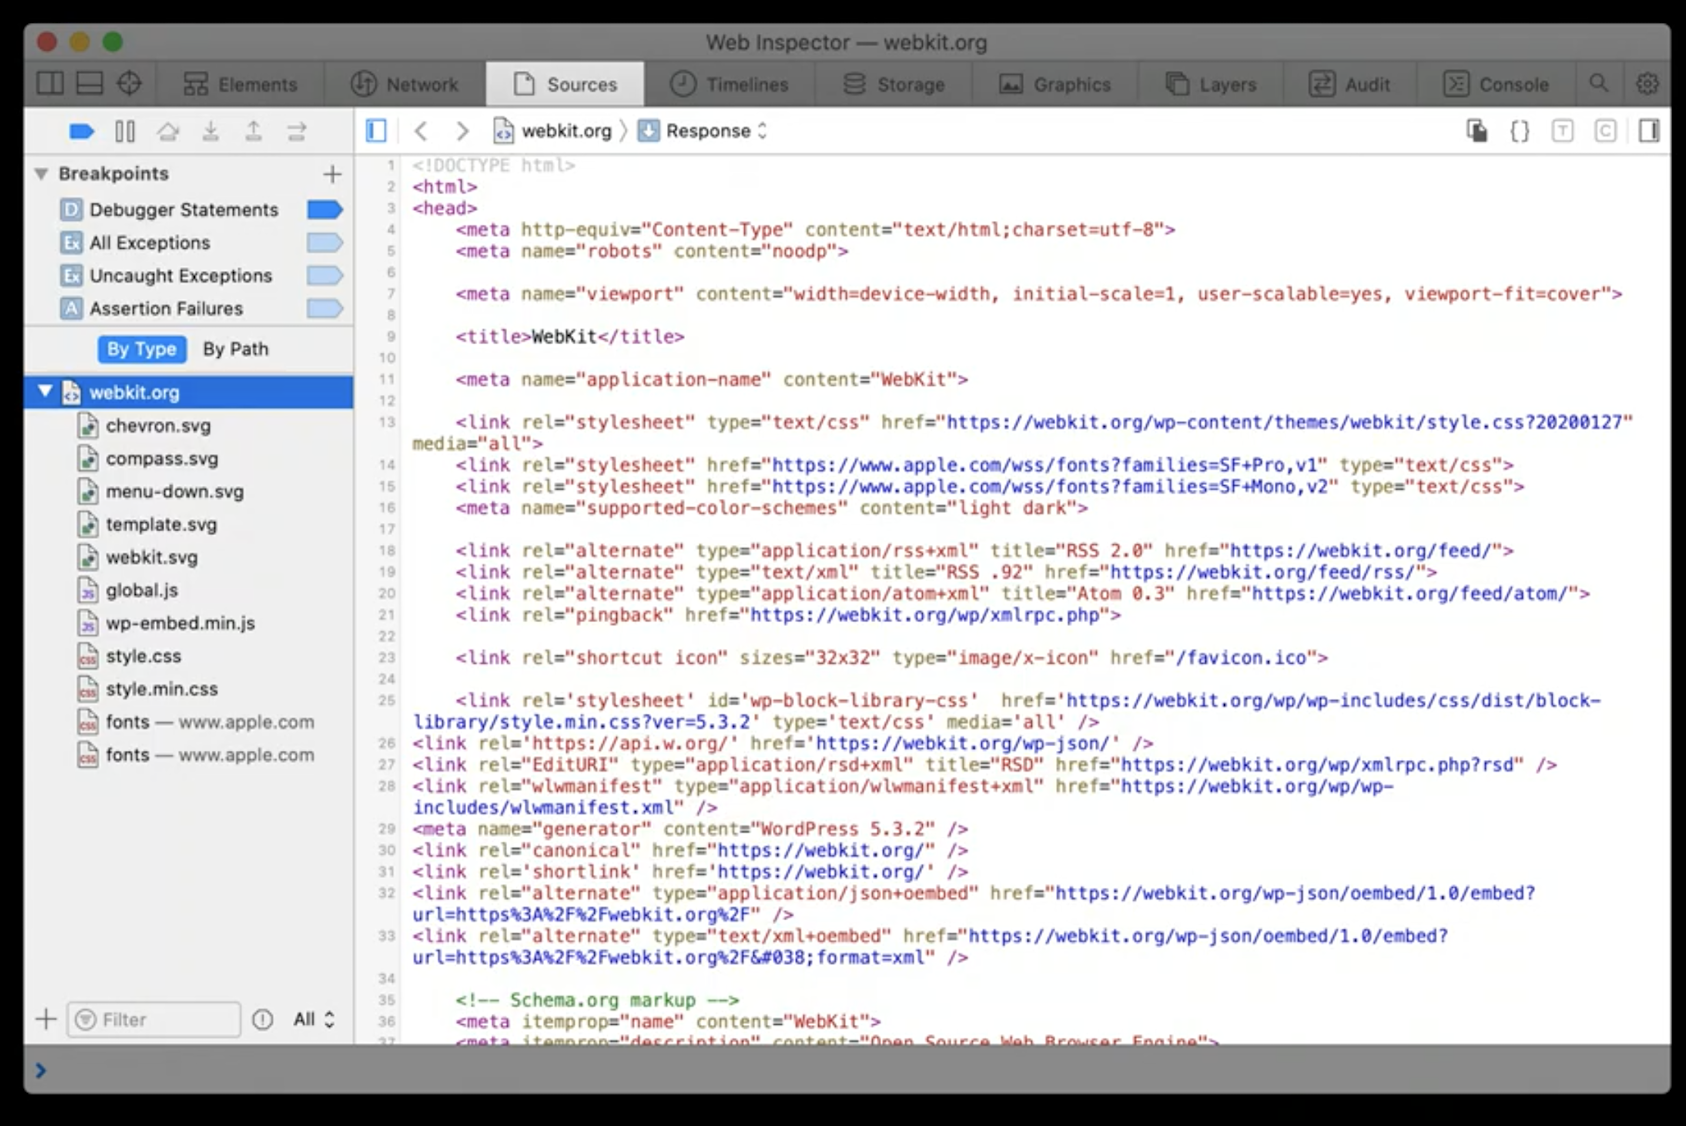 Web Inspector — webkit.org
Elements Network Sources Timelines Storage Graphics Layers Audit Console
webkit.org 〉 Response
{} T C
Breakpoints +
D Debugger Statements
Ex All Exceptions
Ex Uncaught Exceptions
A Assertion Failures
By Type By Path
webkit.org
chevron.svg
compass.svg
menu-down.svg
template.svg
webkit.svg
JS global.js
JS wp-embed.min.js
CSS style.css
CSS style.min.css
CSS fonts — www.apple.com
CSS fonts — www.apple.com
+ Filter All
1 <!DOCTYPE html>
2 <html>
3 <head>
4 <meta http-equiv="Content-Type" content="text/html;charset=utf-8">
5 <meta name="robots" content="noodp">
6
7 <meta name="viewport" content="width=device-width, initial-scale=1, user-scalable=yes, viewport-fit=cover">
8
9 <title>WebKit</title>
10
11 <meta name="application-name" content="WebKit">
12
13 <link rel="stylesheet" type="text/css" href="https://webkit.org/wp-content/themes/webkit/style.css?20200127"
media="all">
14 <link rel="stylesheet" href="https://www.apple.com/wss/fonts?families=SF+Pro,v1" type="text/css">
15 <link rel="stylesheet" href="https://www.apple.com/wss/fonts?families=SF+Mono,v2" type="text/css">
16 <meta name="supported-color-schemes" content="light dark">
17
18 <link rel="alternate" type="application/rss+xml" title="RSS 2.0" href="https://webkit.org/feed/">
19 <link rel="alternate" type="text/xml" title="RSS .92" href="https://webkit.org/feed/rss/">
20 <link rel="alternate" type="application/atom+xml" title="Atom 0.3" href="https://webkit.org/feed/atom/">
21 <link rel="pingback" href="https://webkit.org/wp/xmlrpc.php">
22
23 <link rel="shortcut icon" sizes="32x32" type="image/x-icon" href="/favicon.ico">
24
25 <link rel='stylesheet' id='wp-block-library-css'  href='https://webkit.org/wp/wp-includes/css/dist/block-
library/style.min.css?ver=5.3.2' type='text/css' media='all' />
26 <link rel='https://api.w.org/' href='https://webkit.org/wp-json/' />
27 <link rel="EditURI" type="application/rsd+xml" title="RSD" href="https://webkit.org/wp/xmlrpc.php?rsd" />
28 <link rel="wlwmanifest" type="application/wlwmanifest+xml" href="https://webkit.org/wp/wp-
includes/wlwmanifest.xml" />
29 <meta name="generator" content="WordPress 5.3.2" />
30 <link rel="canonical" href="https://webkit.org/" />
31 <link rel='shortlink' href='https://webkit.org/' />
32 <link rel="alternate" type="application/json+oembed" href="https://webkit.org/wp-json/oembed/1.0/embed?
url=https%3A%2F%2Fwebkit.org%2F" />
33 <link rel="alternate" type="text/xml+oembed" href="https://webkit.org/wp-json/oembed/1.0/embed?
url=https%3A%2F%2Fwebkit.org%2F&#038;format=xml" />
34
35 <!-- Schema.org markup -->
36 <meta itemprop="name" content="WebKit">
37 <meta itemprop="description" content="Open Source Web Browser Engine">